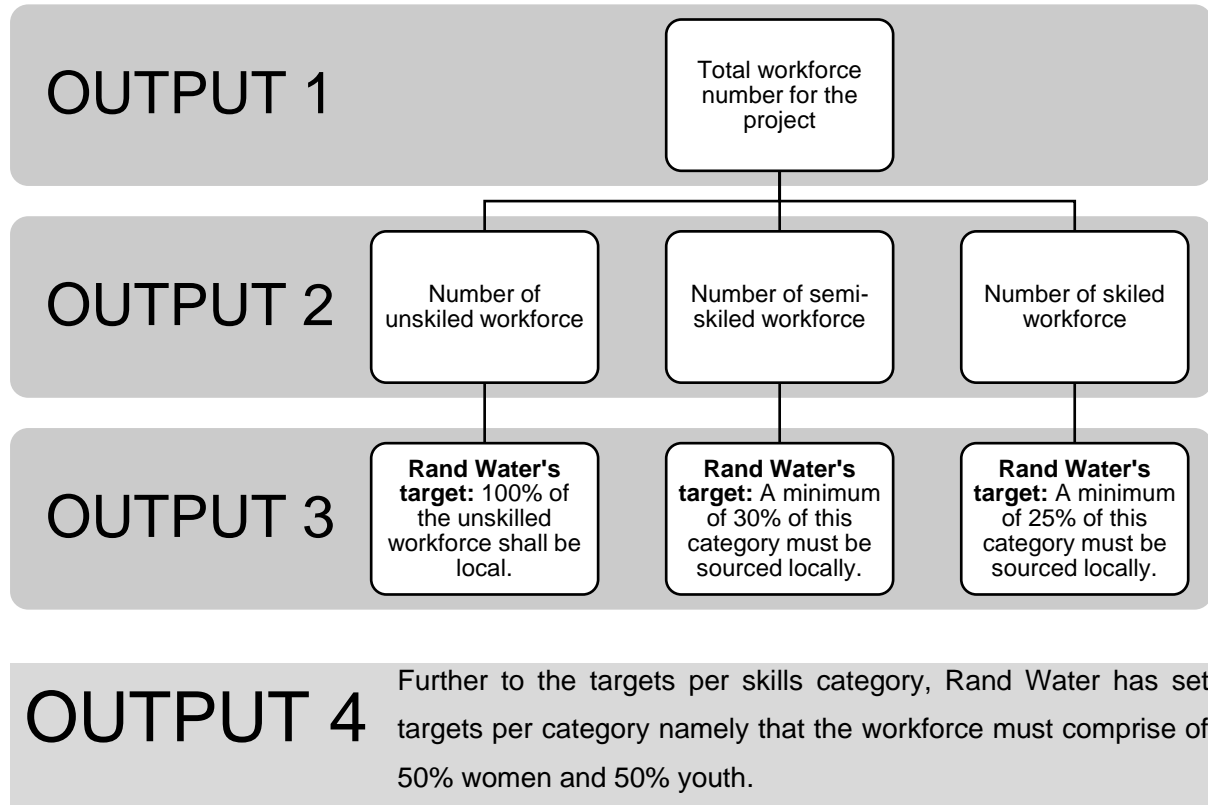 OUTPUT 1
Total workforce
number for the
project
OUTPUT 2
Number of
unskiled workforce
Number of semi-
skiled workforce
Number of skiled
workforce
OUTPUT 3
Rand Water's
target: 100% of
the unskilled
workforce shall be
local.
Rand Water's
target: A minimum
of 30% of this
category must be
sourced locally.
Rand Water's
target: A minimum
of 25% of this
category must be
sourced locally.
OUTPUT 4
Further to the targets per skills category, Rand Water has set
targets per category namely that the workforce must comprise of
50% women and 50% youth.